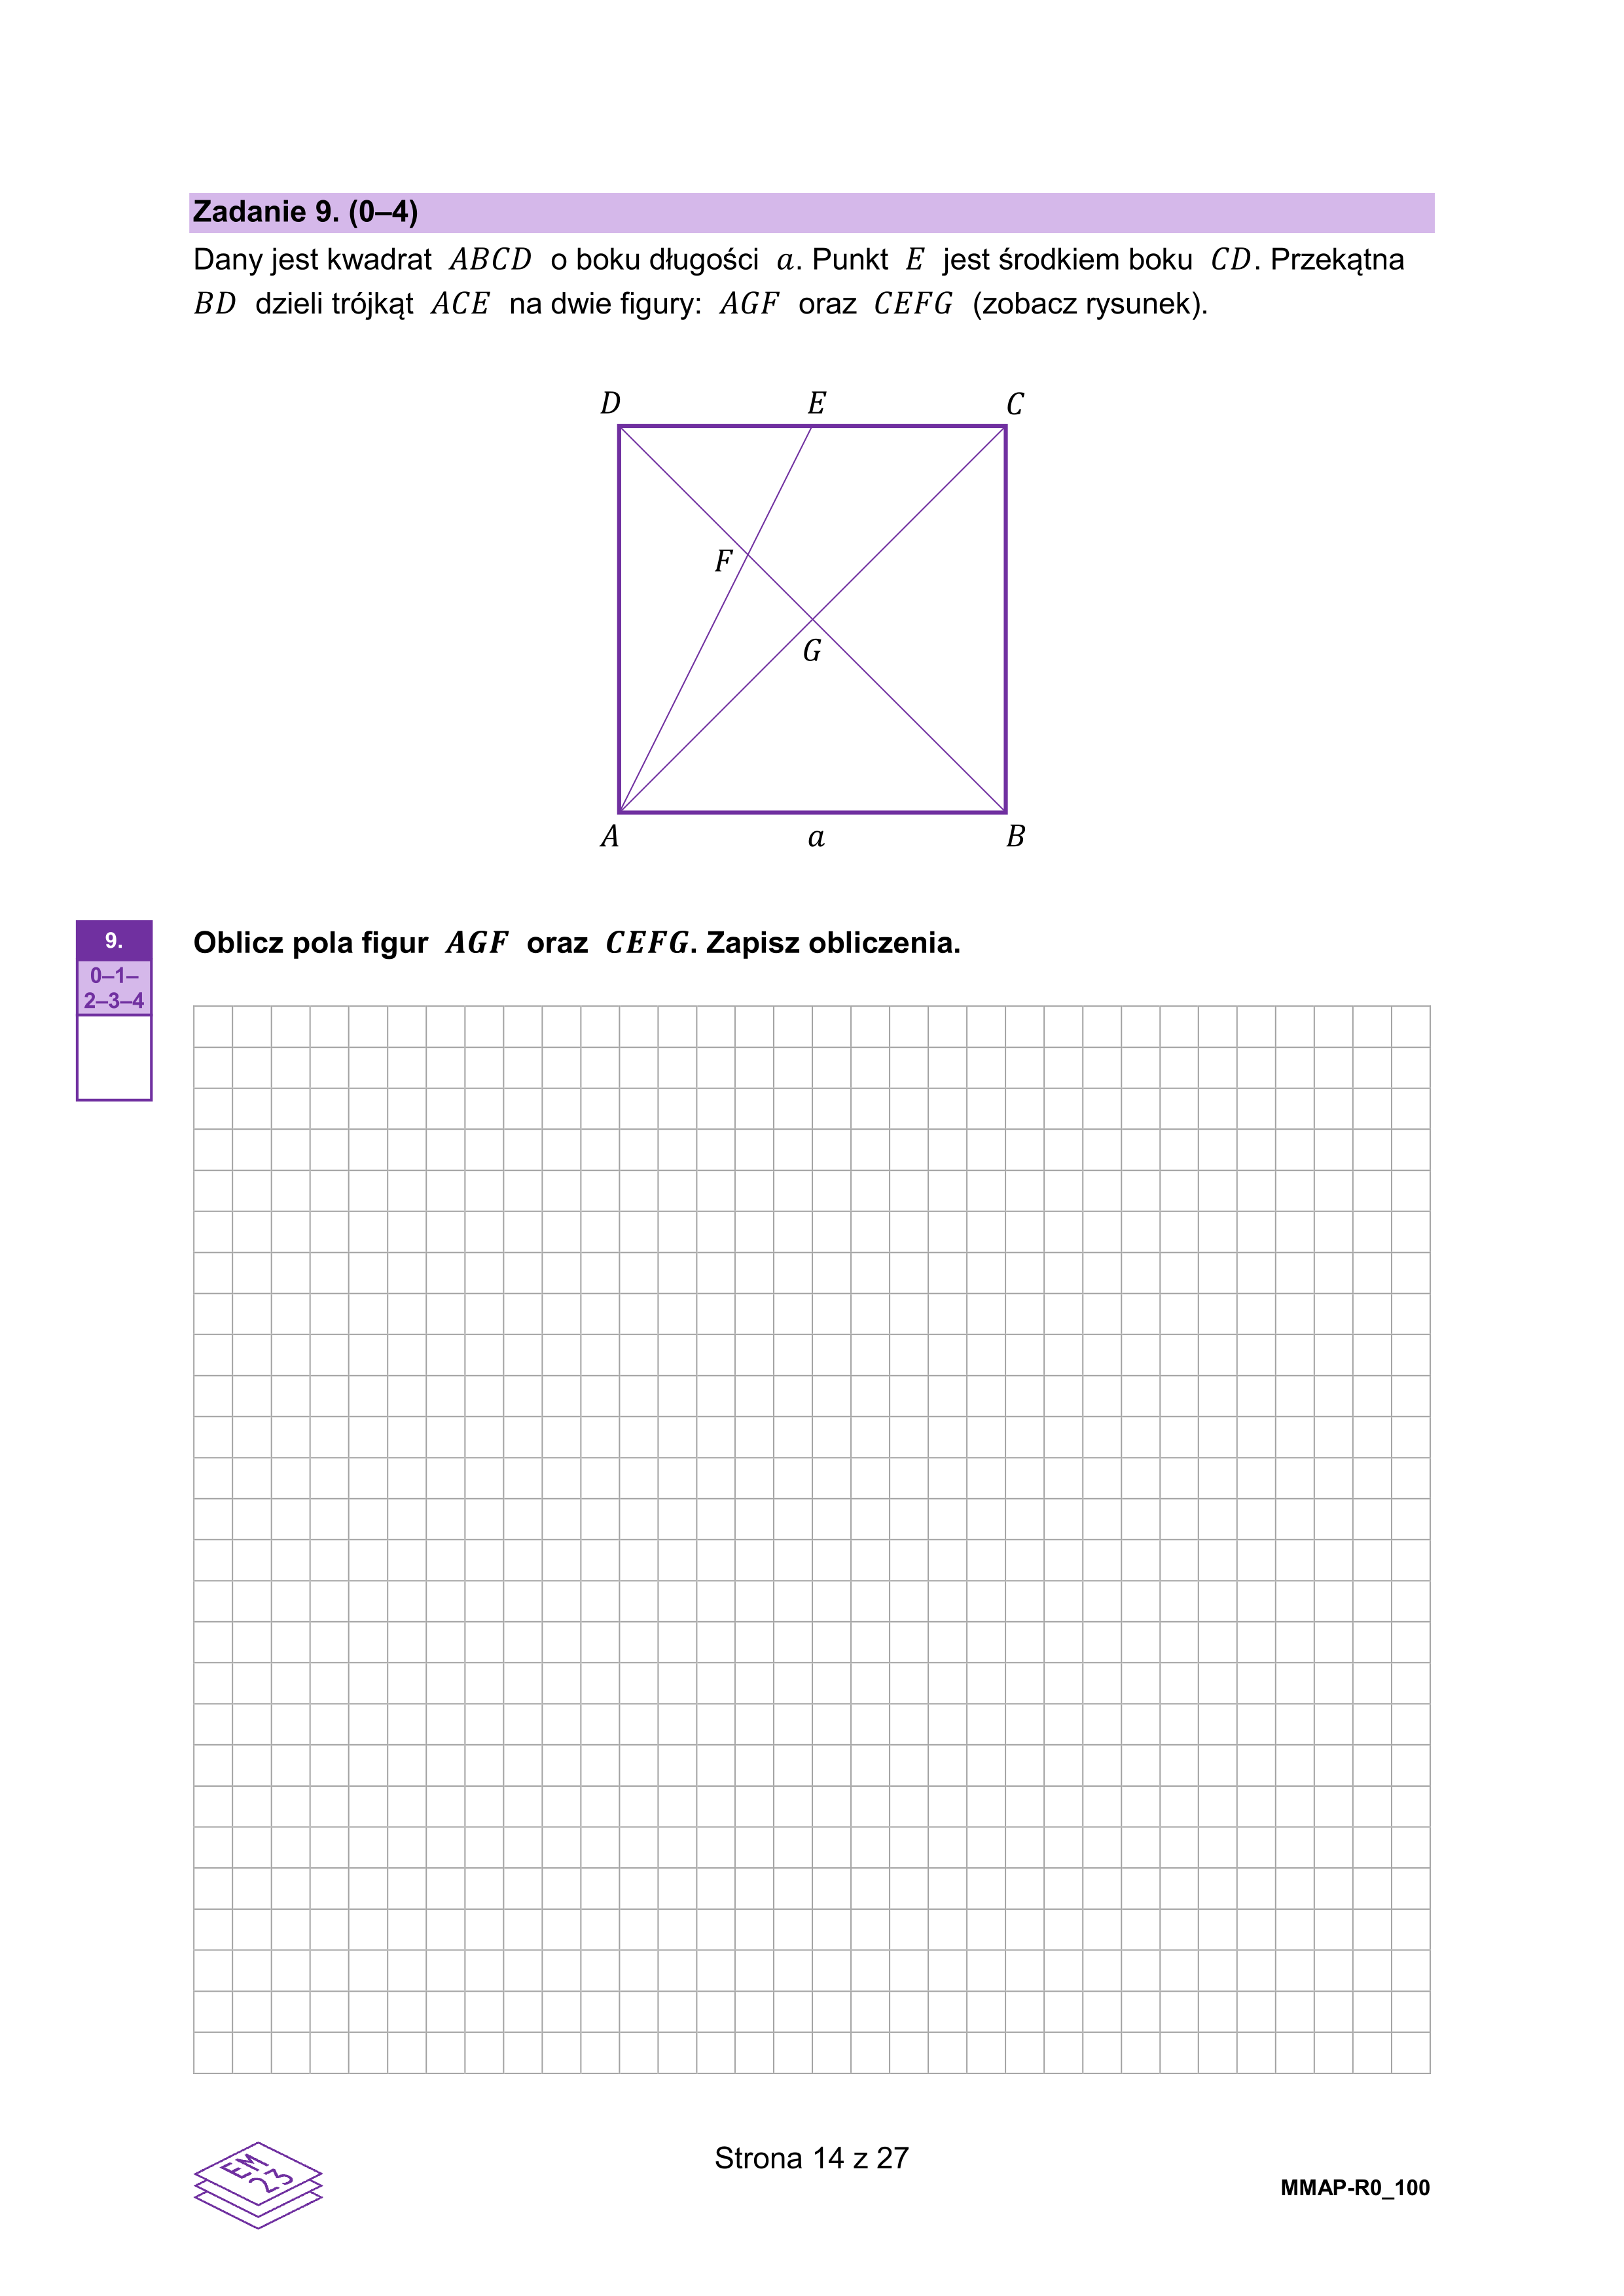 Zadanie 9. (0–4)
Dany jest kwadrat ABCD o boku długości a. Punkt E jest środkiem boku CD. Przekątna
BD dzieli trójkąt ACE na dwie figury: AGF oraz CEFG (zobacz rysunek).
D E C
F
G
A a B
9.
0–1–
2–3–4
Oblicz pola figur AGF oraz CEFG. Zapisz obliczenia.
EM
23
Strona 14 z 27
MMAP-R0_100